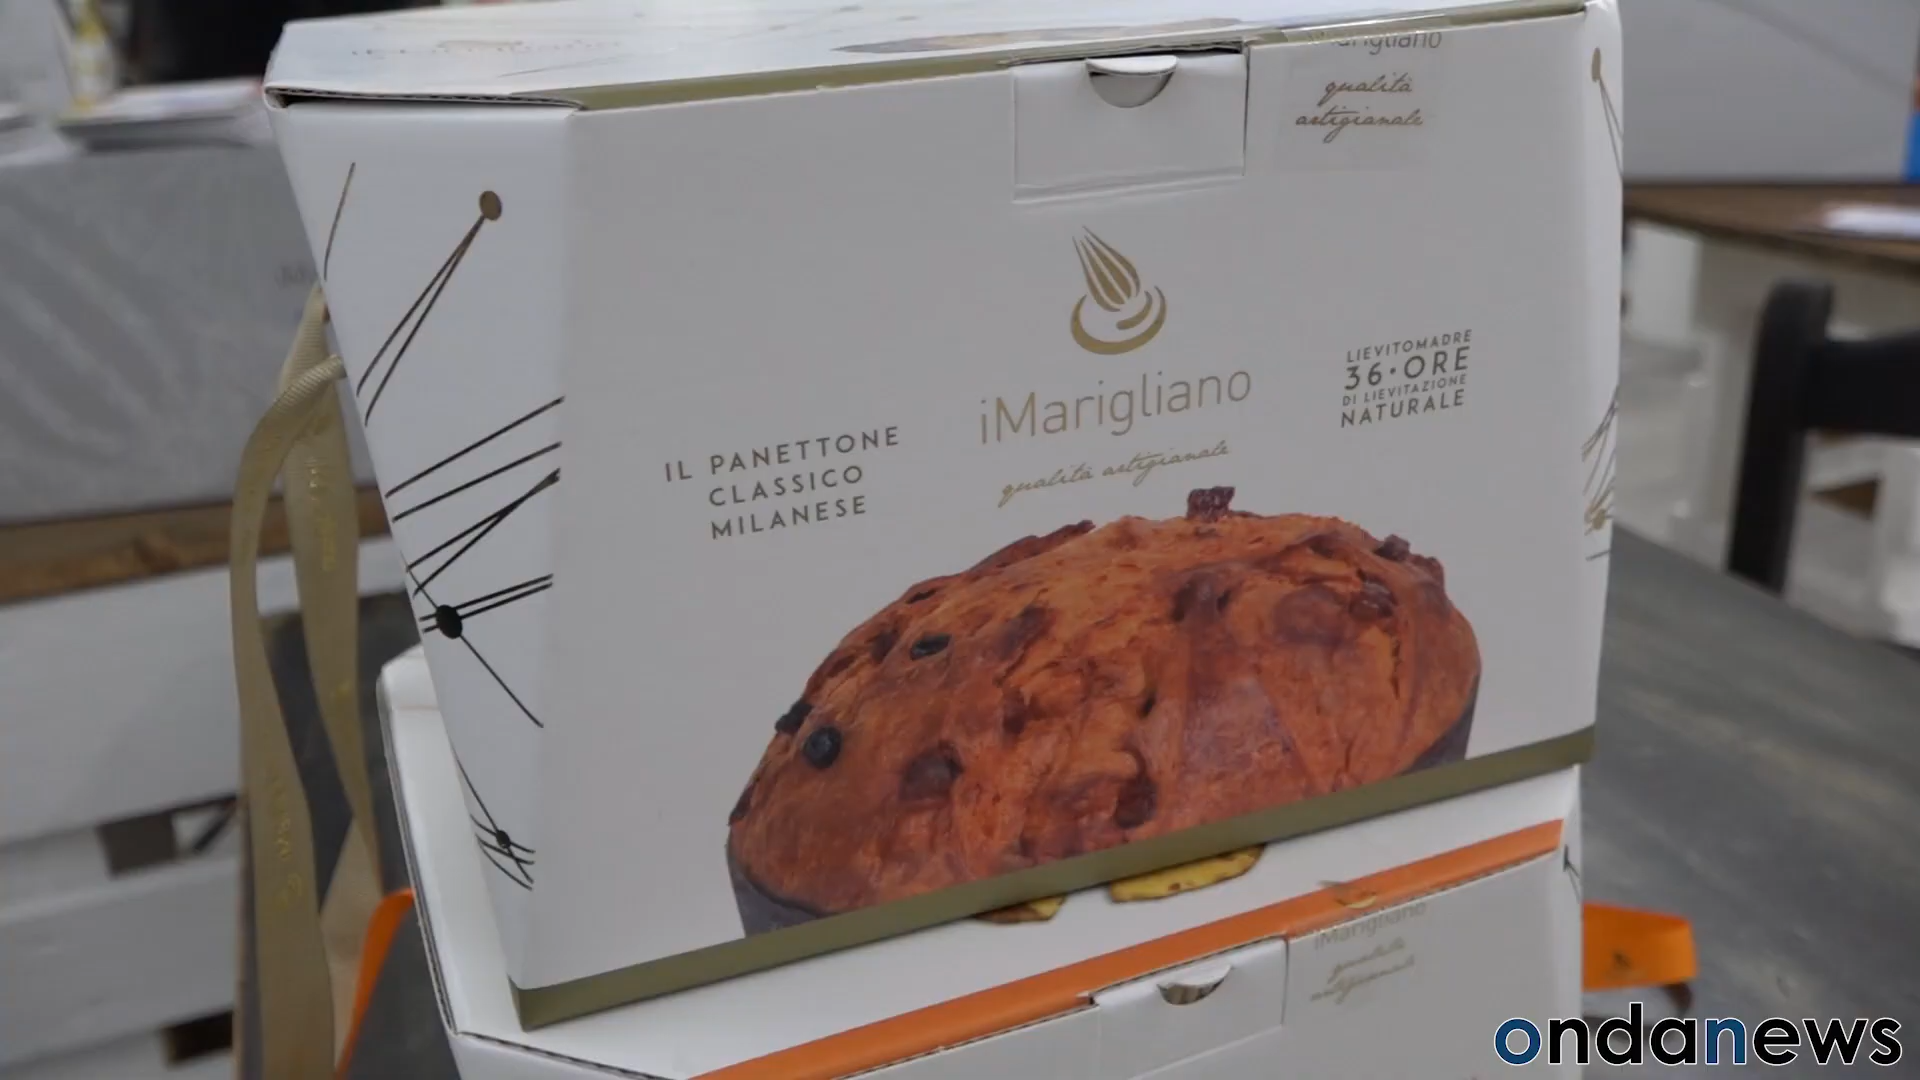 qualità
artigianale
iMarigliano
qualità artigianale
IL PANETTONE
CLASSICO
MILANESE
LIEVITOMADRE
36·ORE
DI LIEVITAZIONE
NATURALE
iMarigliano
qualità
artigianale
ondanews